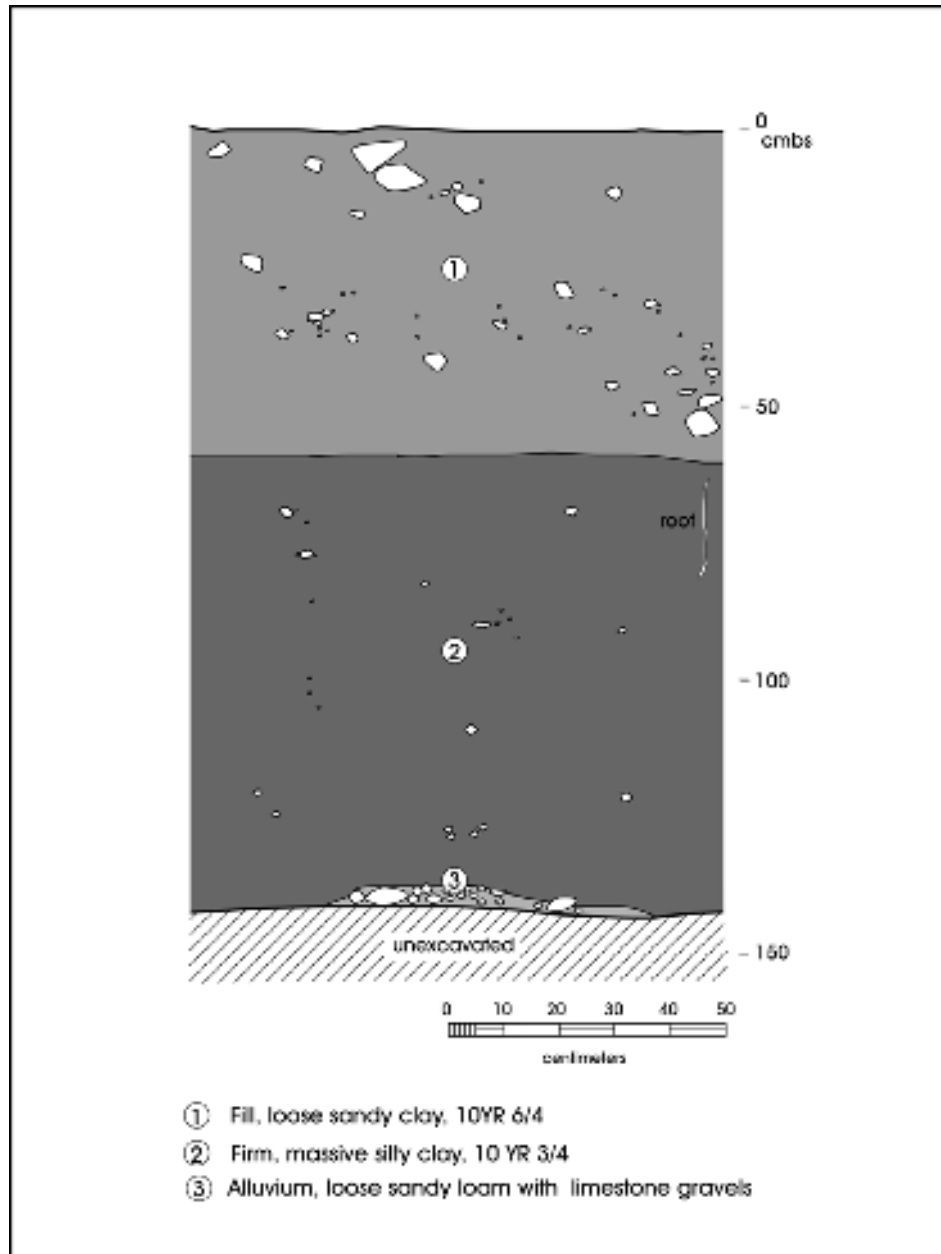 0
cmbs
1
50
root
2
100
3
unexcavated
150
0 10 20 30 40 50
centimeters
1 Fill, loose sandy clay, 10YR 6/4
2 Firm, massive silly clay, 10 YR 3/4
3 Alluvium, loose sandy loam with limestone gravels